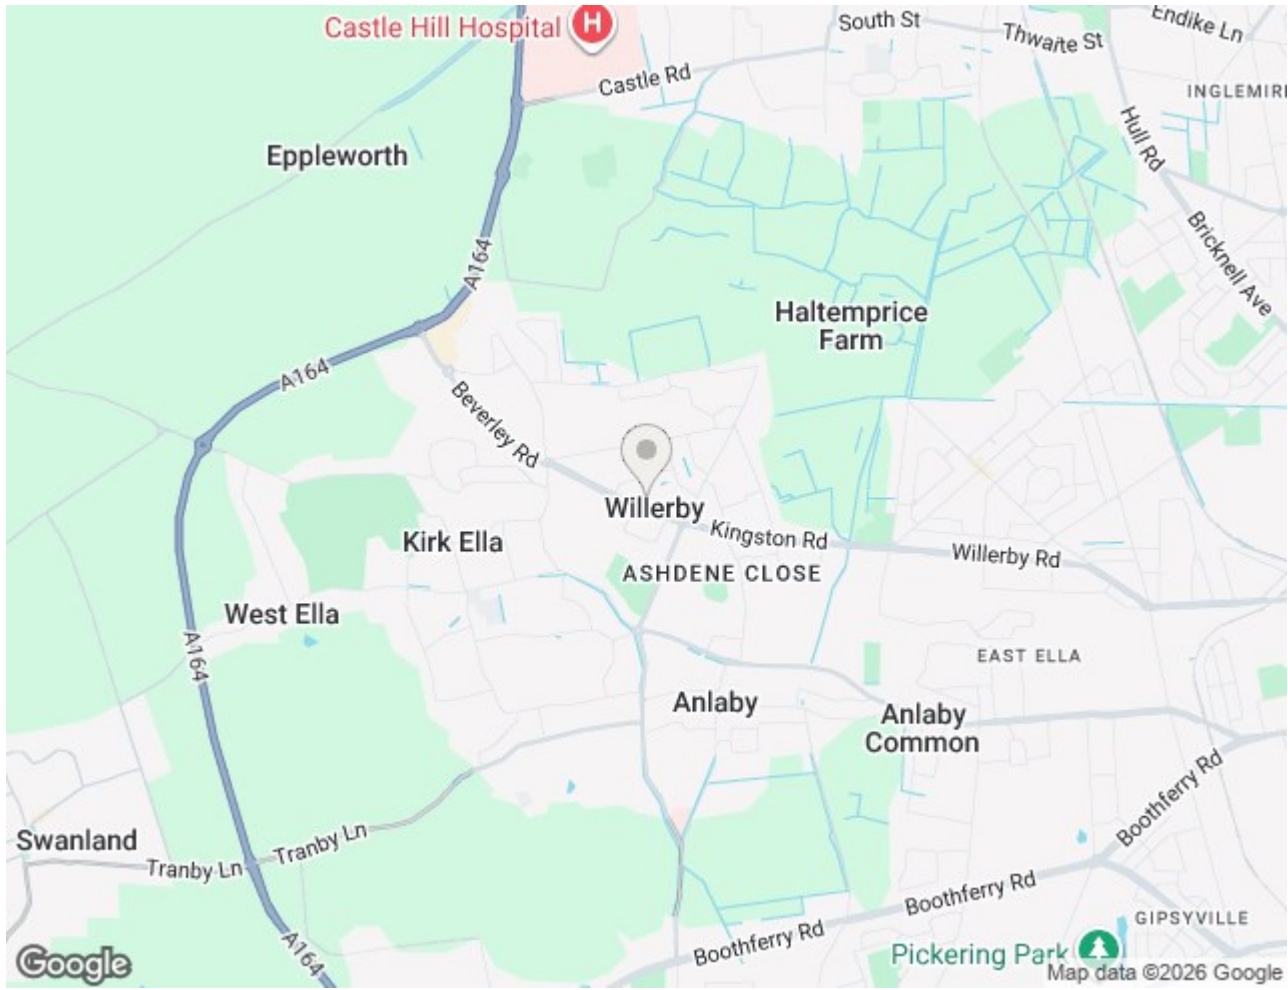 Castle Hill Hospital
H
South St
Endike Ln
Thwaite St
Castle Rd
INGLEMIR
Eppleworth
Hull Rd
A164
Bricknell Ave
Haltemprice
Farm
A164
Beverley Rd
Willerby
Kingston Rd
Kirk Ella
Willerby Rd
ASHDENE CLOSE
West Ella
A164
EAST ELLA
Anlaby
Anlaby
Common
Boothferry Rd
Swanland
Tranby Ln
Tranby Ln
Boothferry Rd
GIPSYVILLE
A164
Boothferry Rd
Pickering Park
Google
Map data ©2026 Google